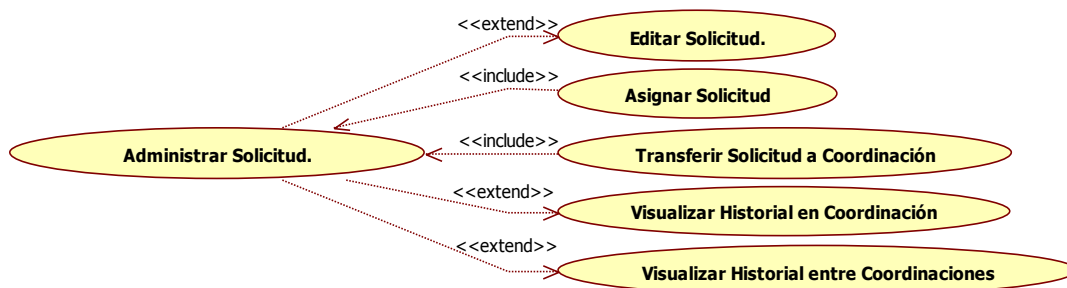 <<extend>>
Editar Solicitud.
<<include>>
Asignar Solicitud
Administrar Solicitud.
<<include>>
Transferir Solicitud a Coordinación
<<extend>>
Visualizar Historial en Coordinación
<<extend>>
Visualizar Historial entre Coordinaciones